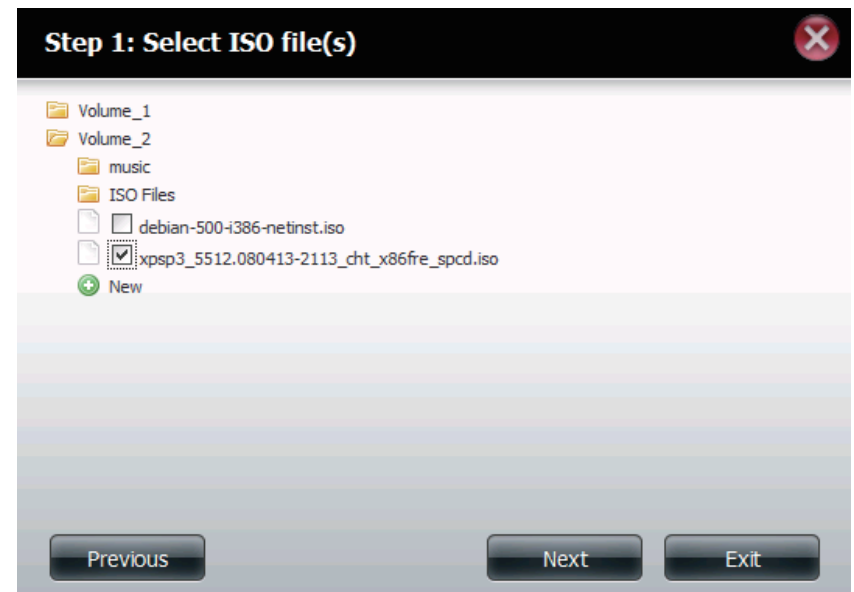 Step 1: Select ISO file(s)
Volume_1
Volume_2
music
ISO Files
debian-500-i386-netinst.iso
xpsp3_5512.080413-2113_cht_x86fre_spcd.iso
New
Previous Next Exit